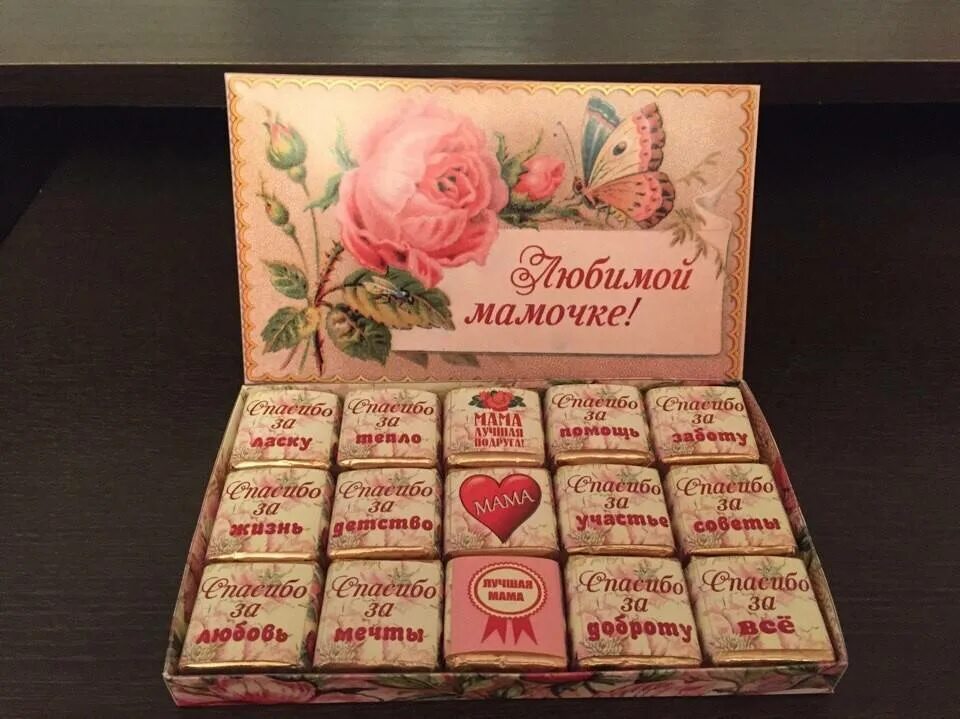 Любимой
мамочке!
Спасибо
за
ласку
Спасибо
за
тепло
МАМА
ЛУЧШАЯ
ПОДРУГА!
Спасибо
за
помощь
Спасибо
за
заботу
Спасибо
за
жизнь
Спасибо
за
детство
МАМА
Спасибо
за
участье
Спасибо
за
советы
Спасибо
за
любовь
Спасибо
за
мечты
ЛУЧШАЯ
МАМА
Спасибо
за
доброту
Спасибо
за
всё